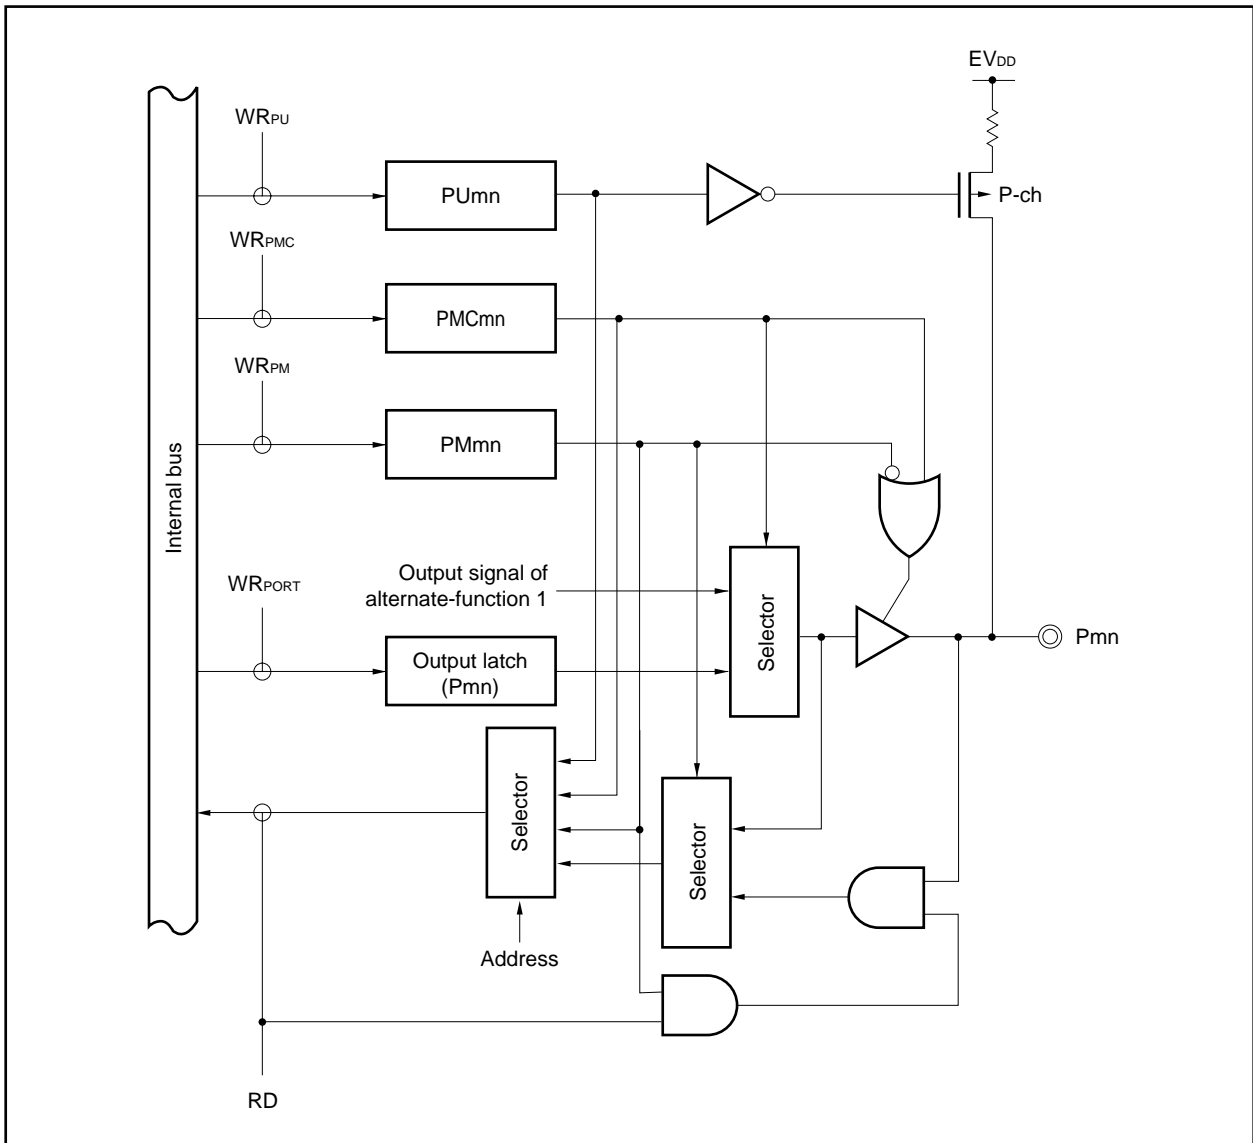 EVDD
WRPU
PUmn
P-ch
WRPMC
PMCmn
WRPM
PMmn
Internal bus
Output signal of
alternate-function 1
WRPORT
Selector
Pmn
Output latch
(Pmn)
Selector
Selector
Address
RD